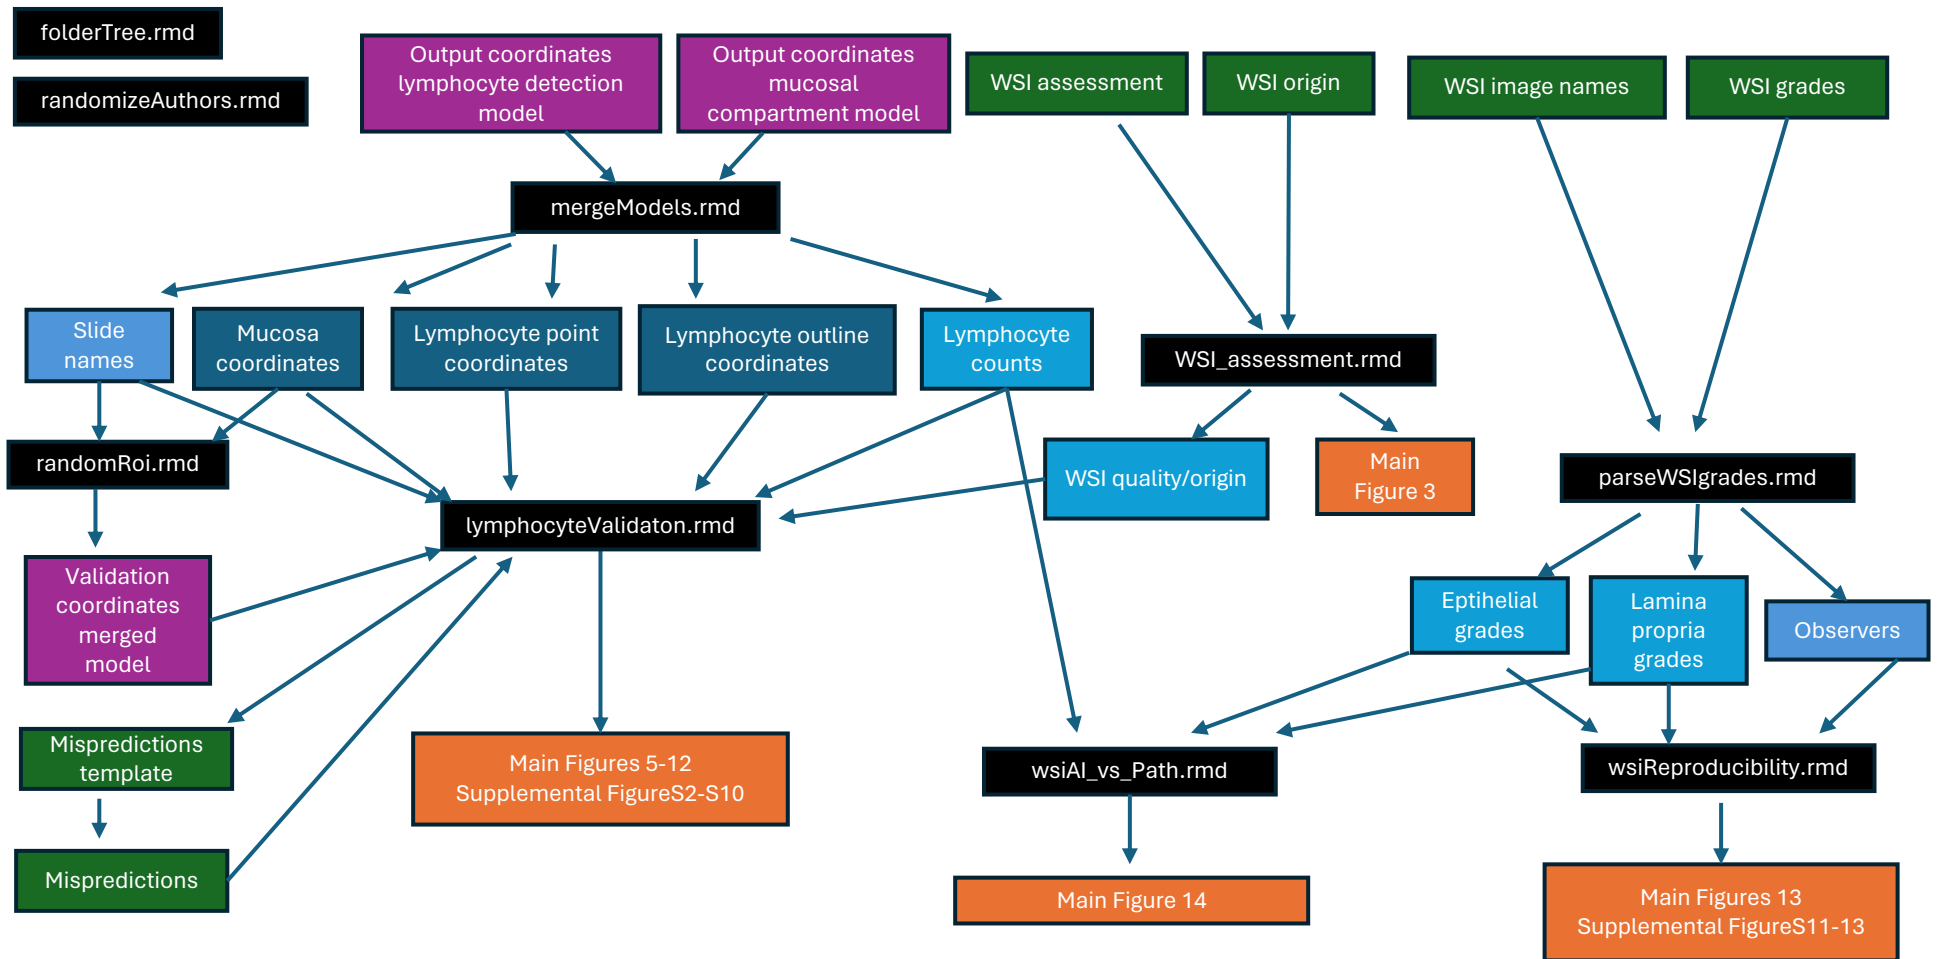 folderTree.rmd
randomizeAuthors.rmd
Output coordinates
lymphocyte detection
model
Output coordinates
mucosal
compartment model
WSI assessment
WSI origin
WSI image names
WSI grades
mergeModels.rmd
Slide
names
Mucosa
coordinates
Lymphocyte point
coordinates
Lymphocyte outline
coordinates
Lymphocyte
counts
WSI_assessment.rmd
randomRoi.rmd
WSI quality/origin
Main
Figure 3
parseWSIgrades.rmd
lymphocyteValidaton.rmd
Validation
coordinates
merged
model
Eptihelial
grades
Lamina
propria
grades
Observers
Mispredictions
template
Main Figures 5-12
Supplemental FigureS2-S10
wsiAI_vs_Path.rmd
wsiReproducibility.rmd
Mispredictions
Main Figure 14
Main Figures 13
Supplemental FigureS11-13